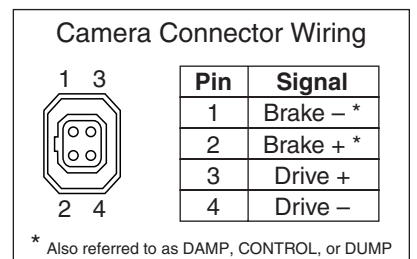 Camera Connector Wiring
1 3
2 4
Pin Signal
1 Brake – *
2 Brake + *
3 Drive +
4 Drive –
* Also referred to as DAMP, CONTROL, or DUMP